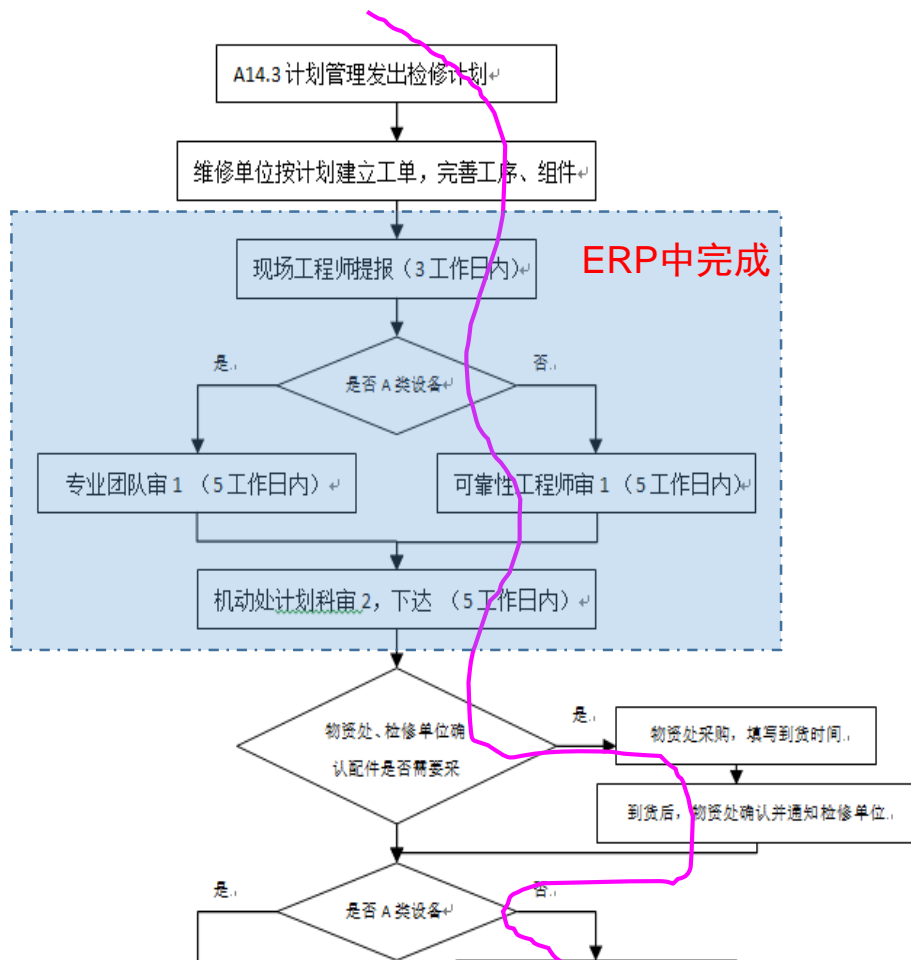 A14.3 计划管理发出检修计划
维修单位按计划建立工单，完善工序、组件
ERP中完成
现场工程师提报（3工作日内）
是
否
是否 A 类设备
专业团队审 1 （5工作日内）
可靠性工程师审 1（5工作日内）
机动处计划科审 2，下达 （5工作日内）
物资处、检修单位确
认配件是否需要采
是
物资处采购，填写到货时间
到货后，物资处确认并通知检修单位
是
否
是否 A 类设备